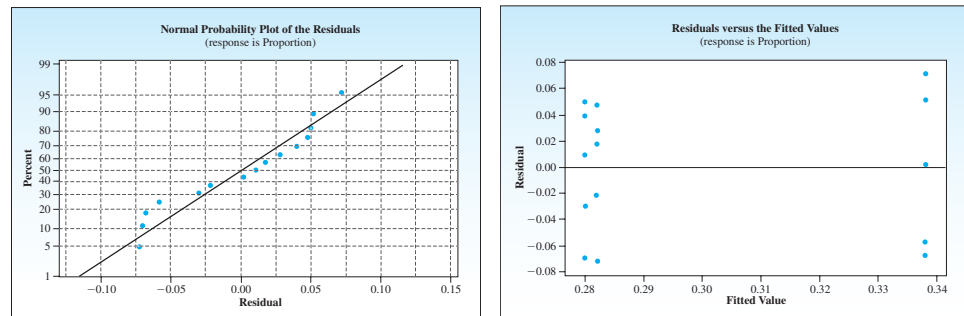 Normal Probability Plot of the Residuals
(response is Proportion)
99
95
90
80
70
60
50
40
30
20
10
5
1
Percent
−0.10 −0.05 0.00 0.05 0.10 0.15
Residual
Residuals versus the Fitted Values
(response is Proportion)
0.08
0.06
0.04
0.02
0.00
−0.02
−0.04
−0.06
−0.08
Residual
0.28 0.29 0.30 0.31 0.32 0.33 0.34
Fitted Value